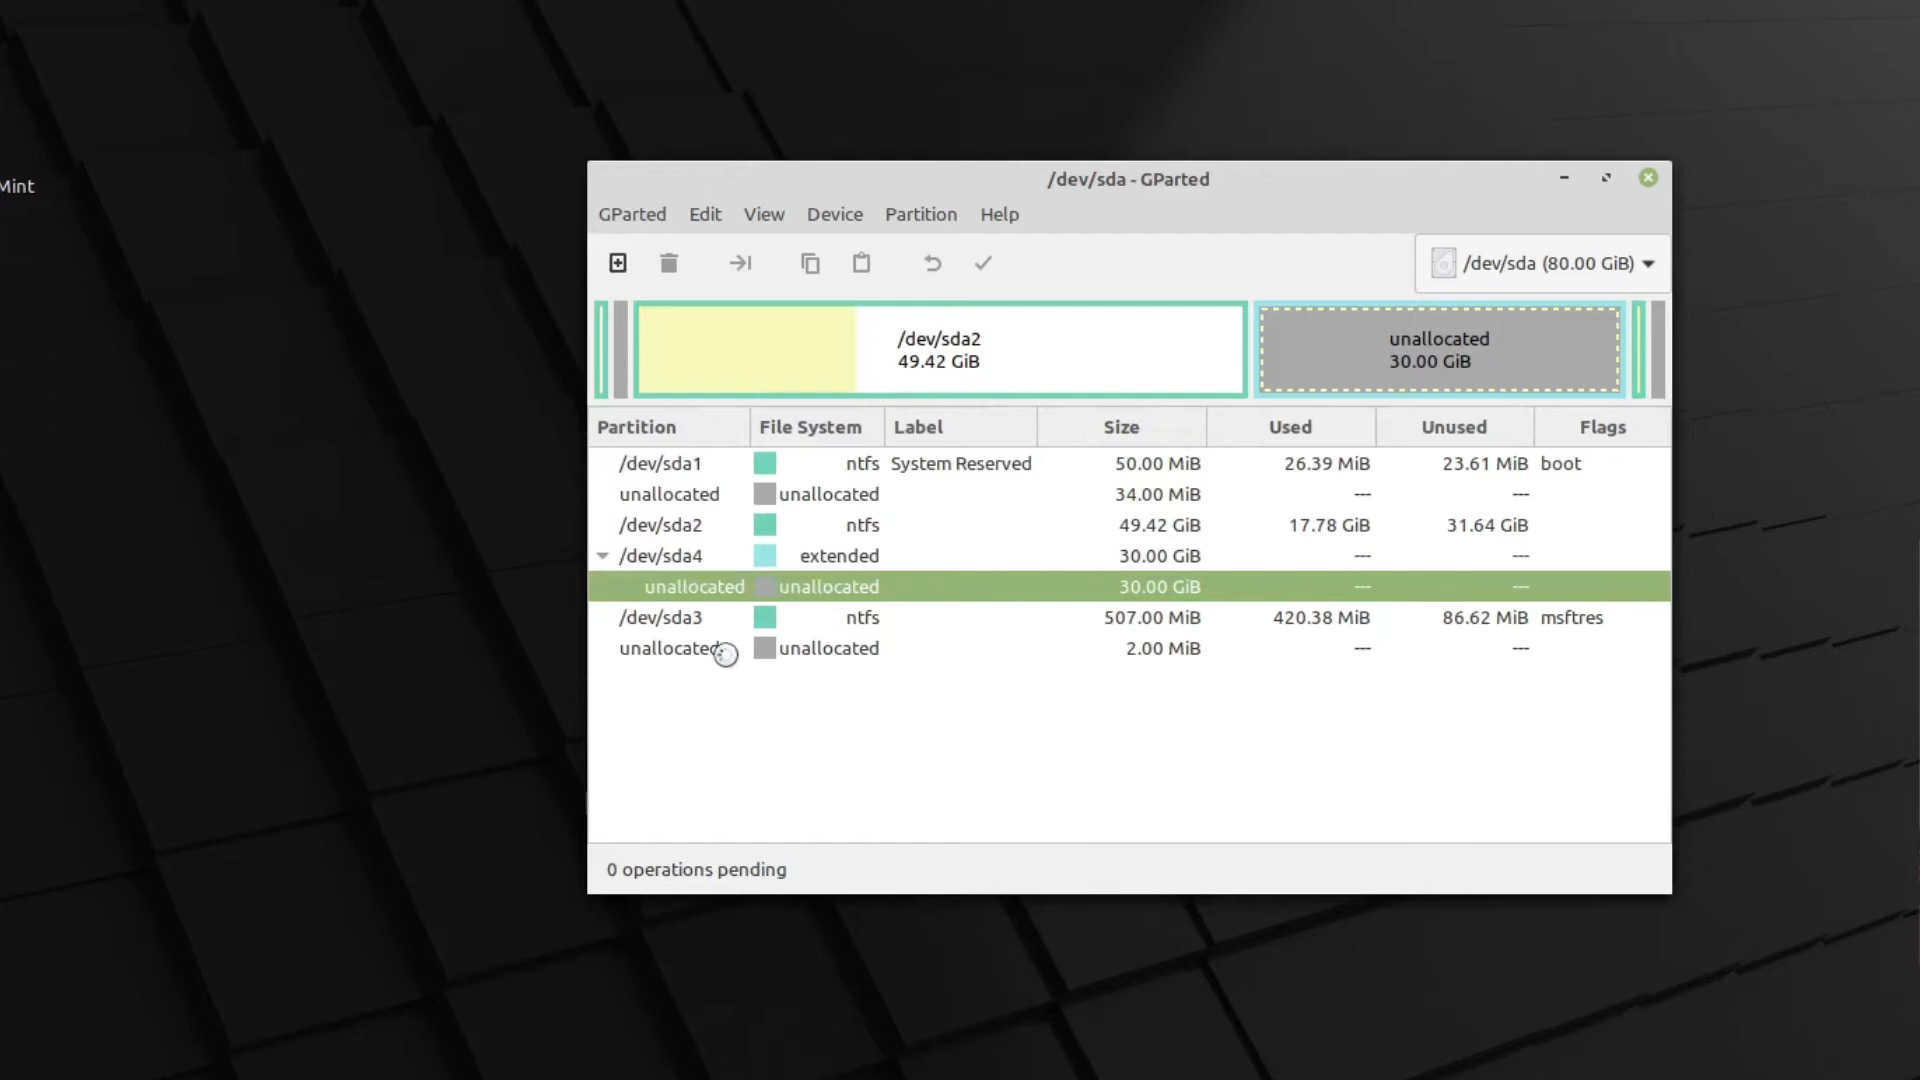 Mint
/dev/sda - GParted
GParted Edit View Device Partition Help
/dev/sda (80.00 GiB)
/dev/sda2
49.42 GiB
unallocated
30.00 GiB
Partition File System Label Size Used Unused Flags
/dev/sda1 ntfs System Reserved 50.00 MiB 26.39 MiB 23.61 MiB boot
unallocated unallocated 34.00 MiB --- ---
/dev/sda2 ntfs 49.42 GiB 17.78 GiB 31.64 GiB
/dev/sda4 extended 30.00 GiB --- ---
unallocated unallocated 30.00 GiB --- ---
/dev/sda3 ntfs 507.00 MiB 420.38 MiB 86.62 MiB msftres
unallocated unallocated 2.00 MiB --- ---
0 operations pending